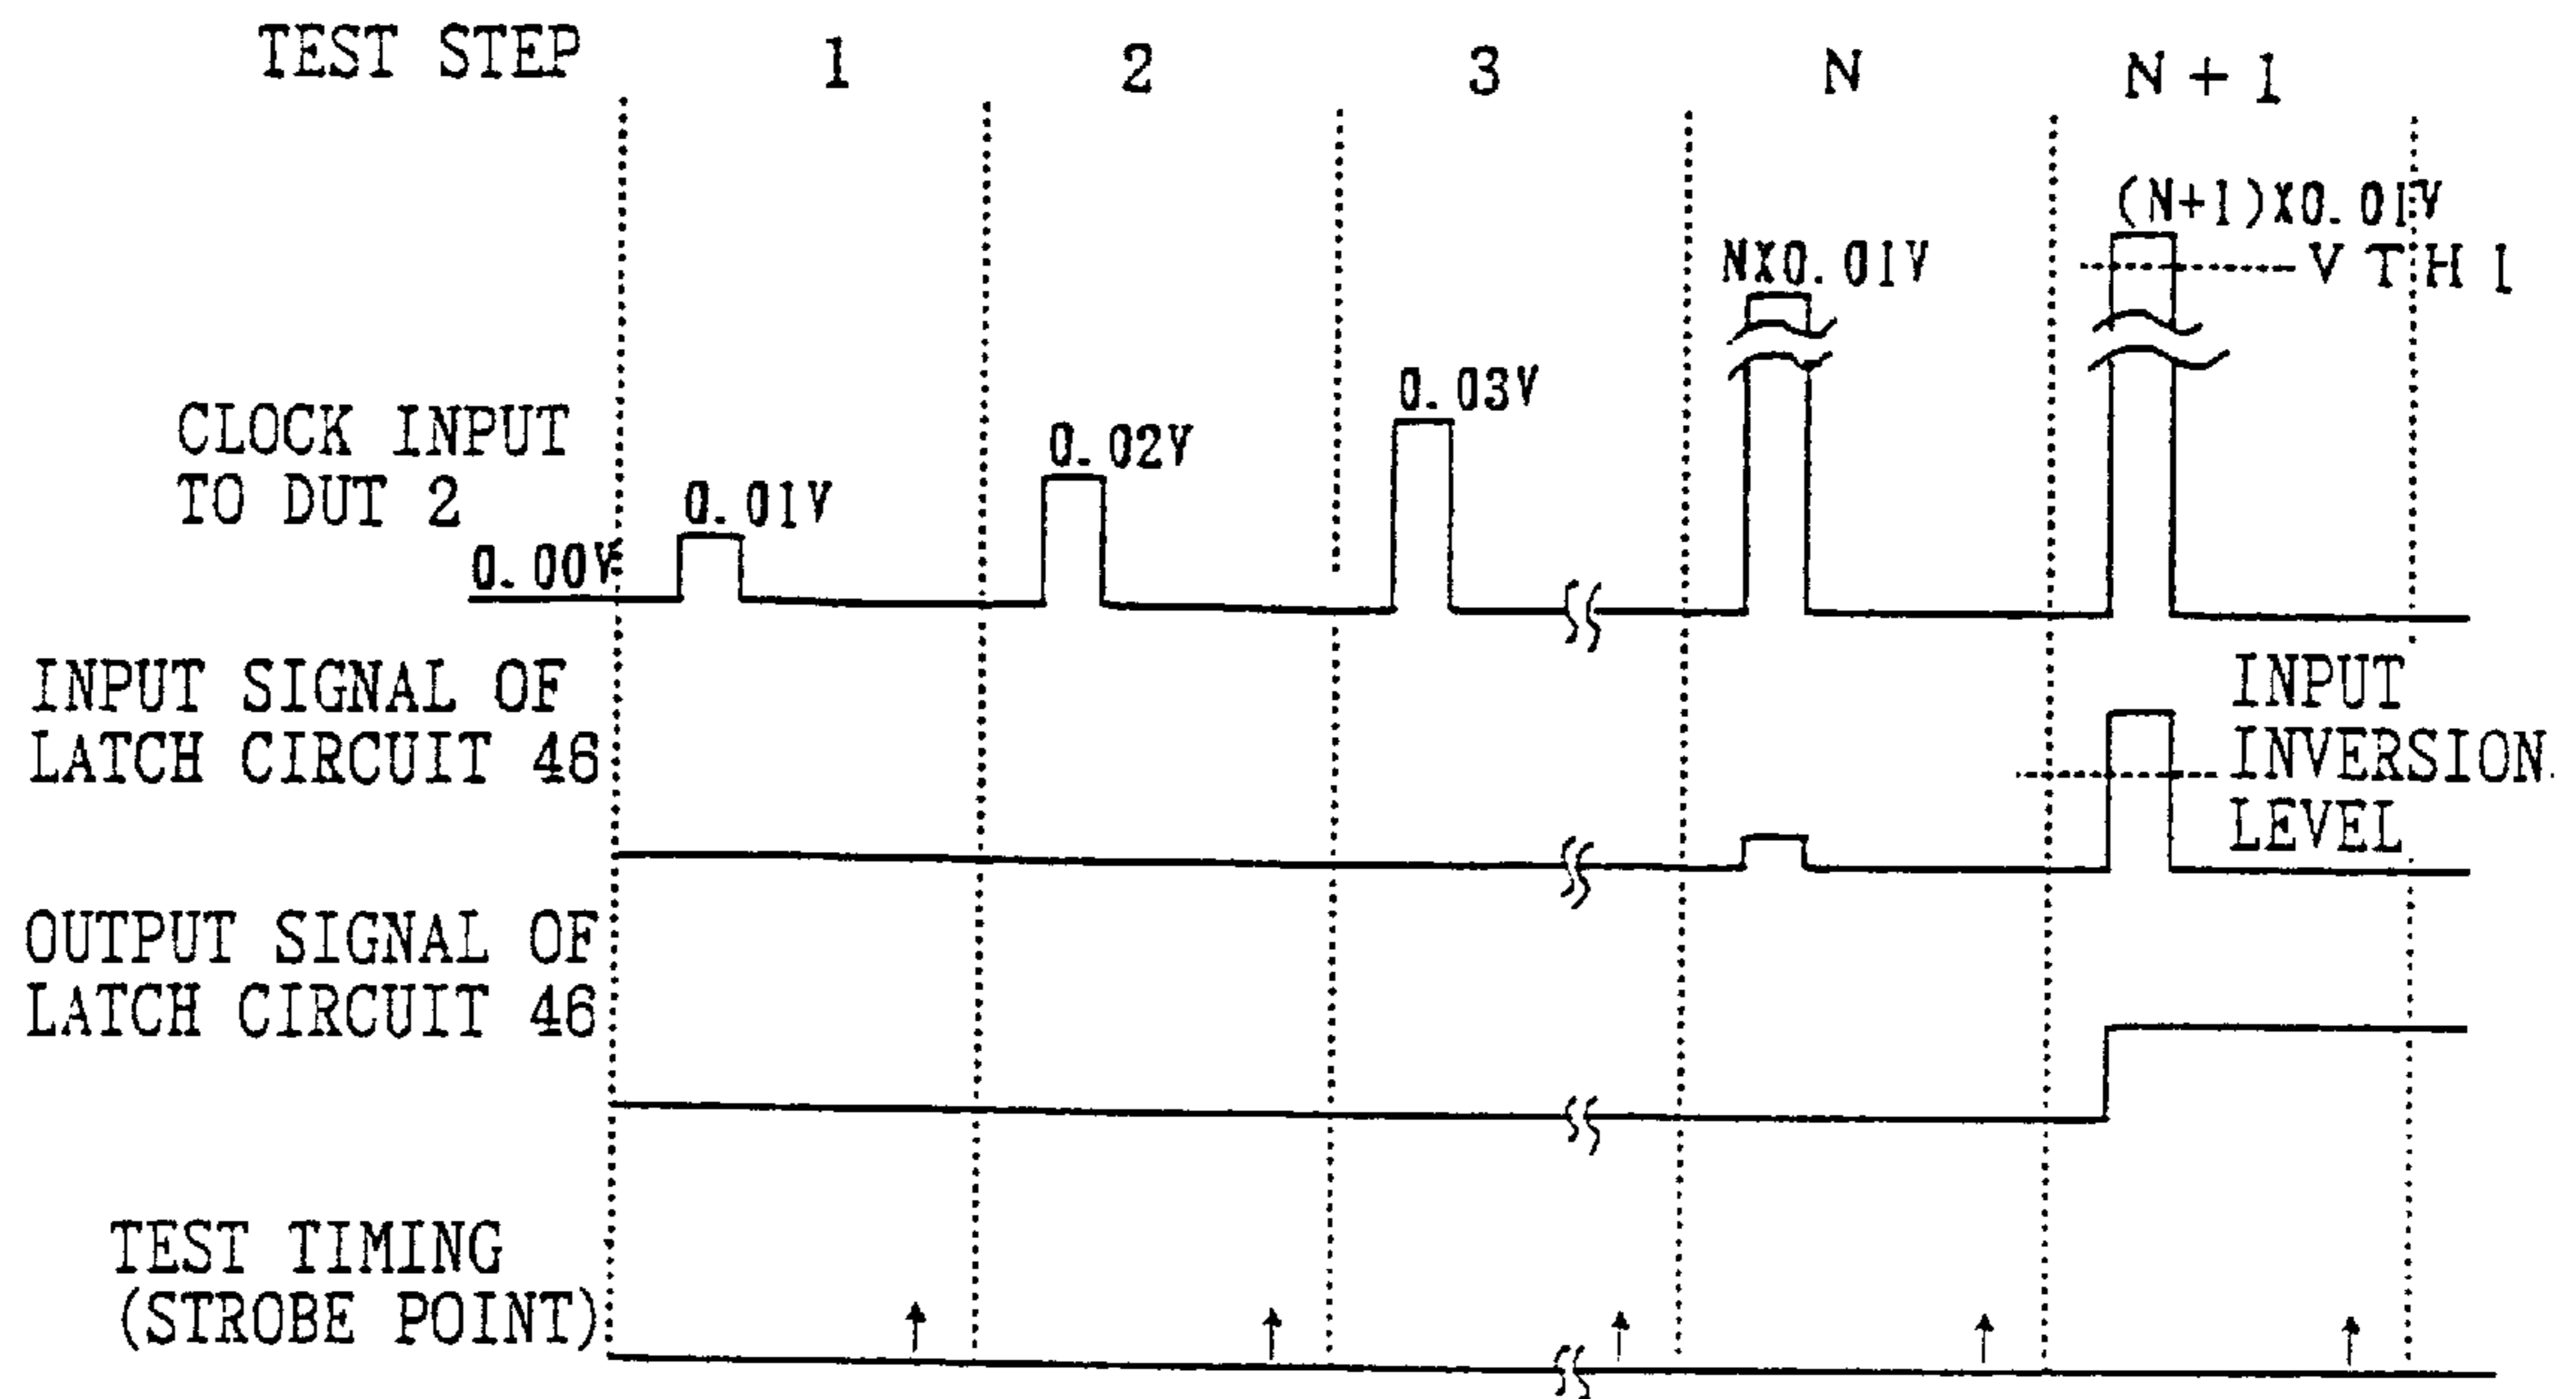 TEST STEP 1 2 3 N N + 1
(N+1)X0.01V
VTH1
NX0.01V
0.03V
CLOCK INPUT
TO DUT 2
0.02V
0.01V
0.00V
INPUT SIGNAL OF
LATCH CIRCUIT 46
INPUT
INVERSION
LEVEL
OUTPUT SIGNAL OF
LATCH CIRCUIT 46
TEST TIMING
(STROBE POINT)